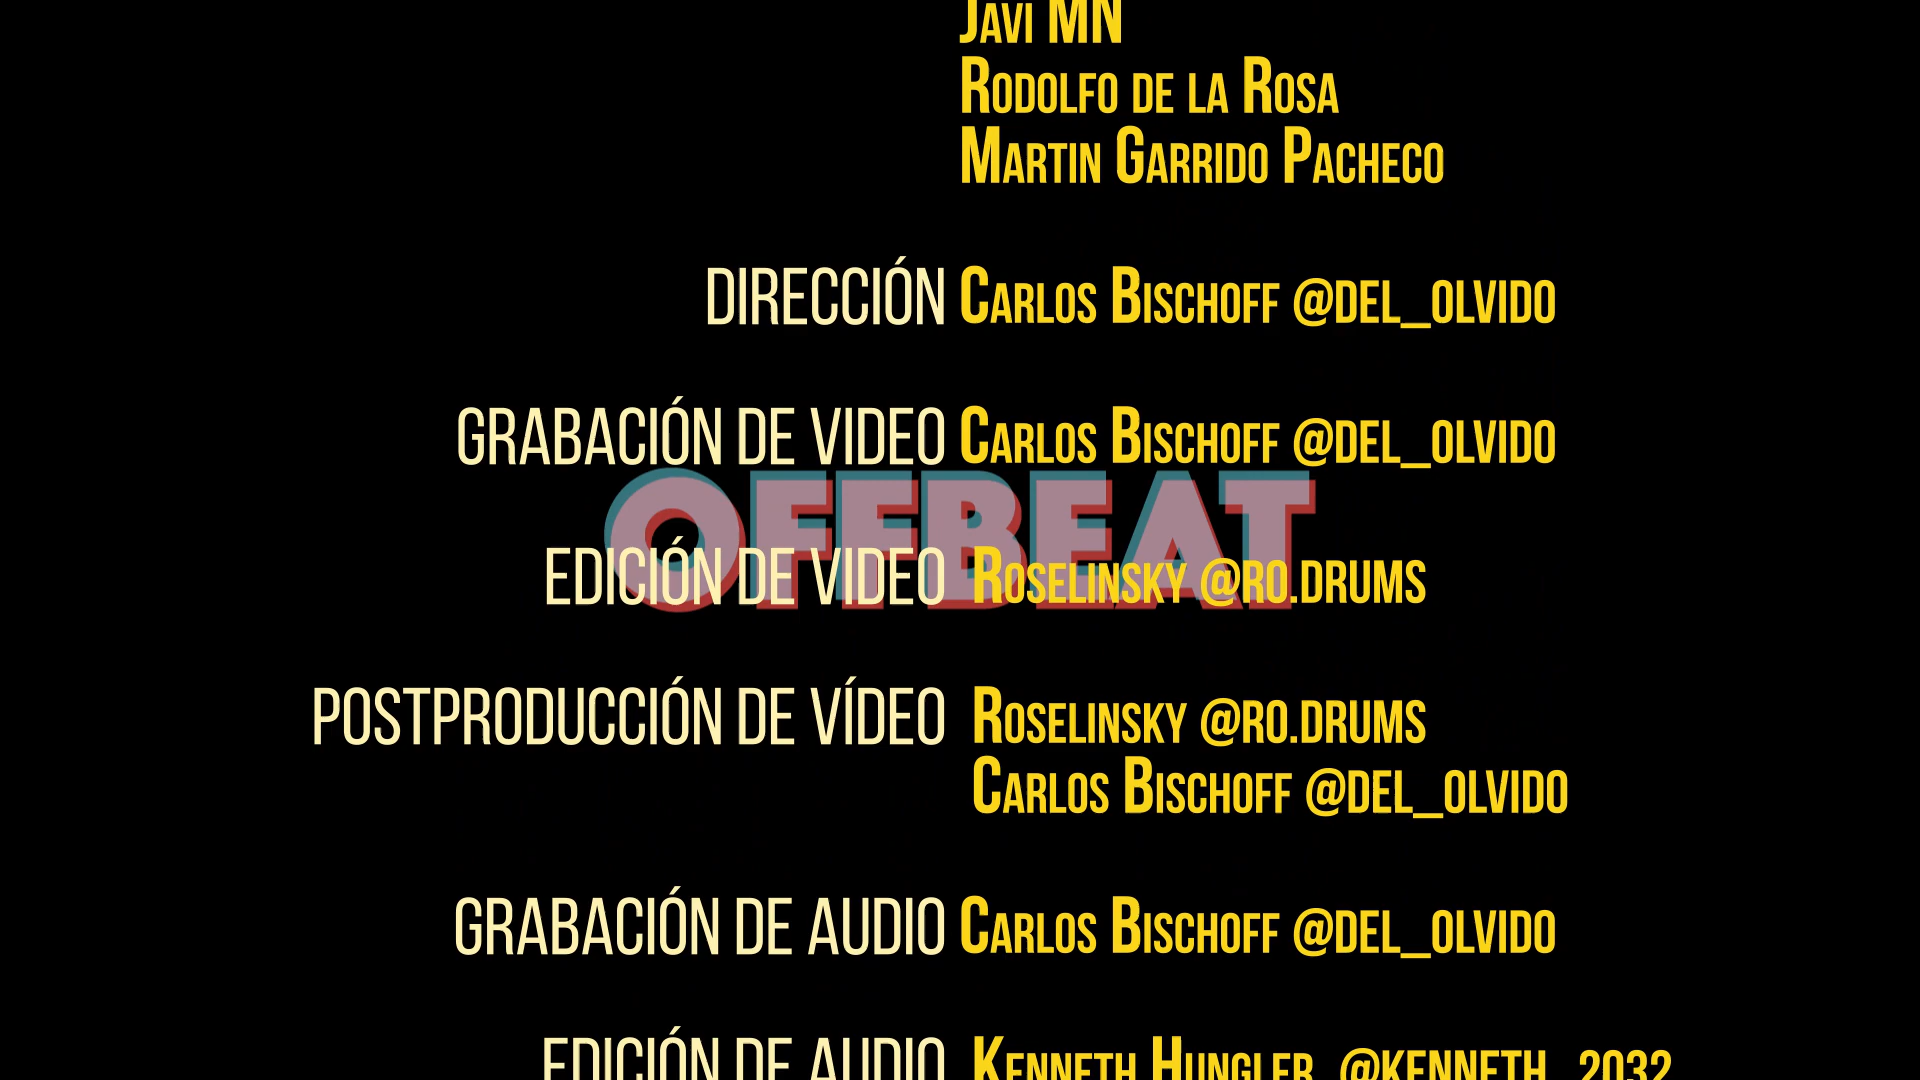 Javi MN
Rodolfo de la Rosa
Martin Garrido Pacheco
DIRECCIÓN Carlos Bischoff @del_olvido
GRABACIÓN DE VIDEO Carlos Bischoff @del_olvido
OFFBEAT
EDICIÓN DE VIDEO Roselinsky @ro.drums
POSTPRODUCCIÓN DE VÍDEO Roselinsky @ro.drums
Carlos Bischoff @del_olvido
GRABACIÓN DE AUDIO Carlos Bischoff @del_olvido
EDICIÓN DE AUDIO Kenneth Hungler @kenneth_2032